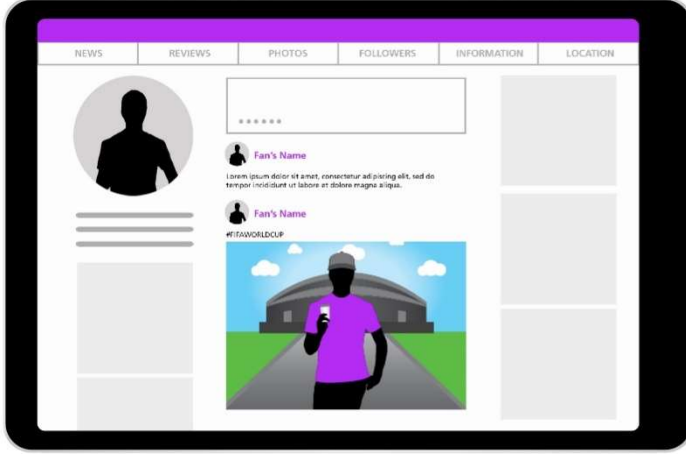 NEWS REVIEWS PHOTOS FOLLOWERS INFORMATION LOCATION
Fan's Name
Lorem ipsum dolor sit amet, consectetur adipiscing elit, sed do
tempor incididunt ut labore et dolore magna aliqua.
Fan's Name
#FIFAWORLDCUP